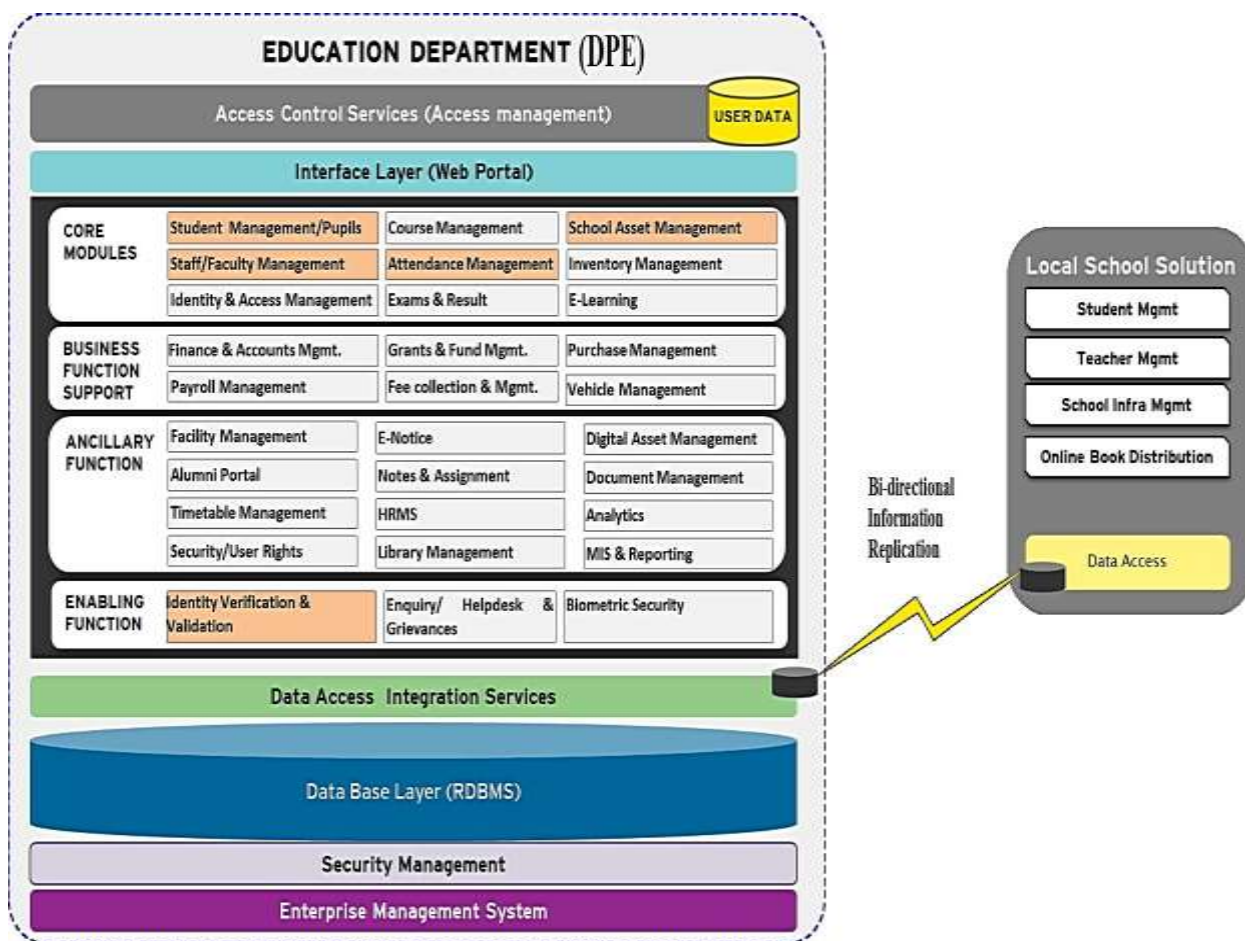 EDUCATION DEPARTMENT (DPE)
Access Control Services (Access management)
USER DATA
Interface Layer (Web Portal)
CORE
MODULES
Student Management/Pupils
Course Management
School Asset Management
Staff/Faculty Management
Attendance Management
Inventory Management
Identity & Access Management
Exams & Result
E-Learning
BUSINESS
FUNCTION
SUPPORT
Finance & Accounts Mgmt.
Grants & Fund Mgmt.
Purchase Management
Payroll Management
Fee collection & Mgmt.
Vehicle Management
ANCILLARY
FUNCTION
Facility Management
E-Notice
Digital Asset Management
Alumni Portal
Notes & Assignment
Document Management
Timetable Management
HRMS
Analytics
Security/User Rights
Library Management
MIS & Reporting
ENABLING
FUNCTION
Identity Verification &
Validation
Enquiry/ Helpdesk &
Grievances
Biometric Security
Data Access Integration Services
Data Base Layer (RDBMS)
Security Management
Enterprise Management System
Bi-directional
Information
Replication
Local School Solution
Student Mgmt
Teacher Mgmt
School Infra Mgmt
Online Book Distribution
Data Access